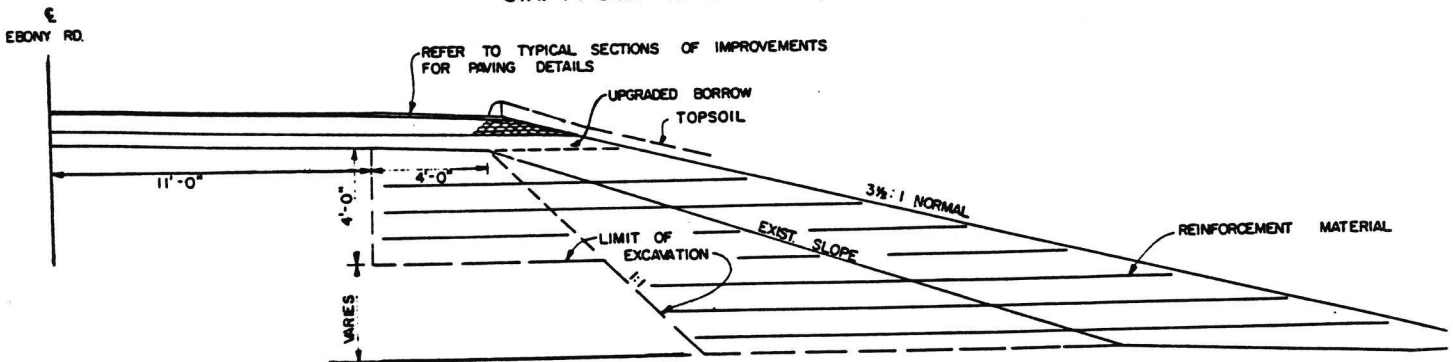 ℄
EBONY RD.
REFER TO TYPICAL SECTIONS OF IMPROVEMENTS
FOR PAVING DETAILS
UPGRADED BORROW
TOPSOIL
11'-0"
4'-0"
4'-0"
3½:1 NORMAL
LIMIT OF
EXCAVATION
EXIST. SLOPE
REINFORCEMENT MATERIAL
1:1
VARIES